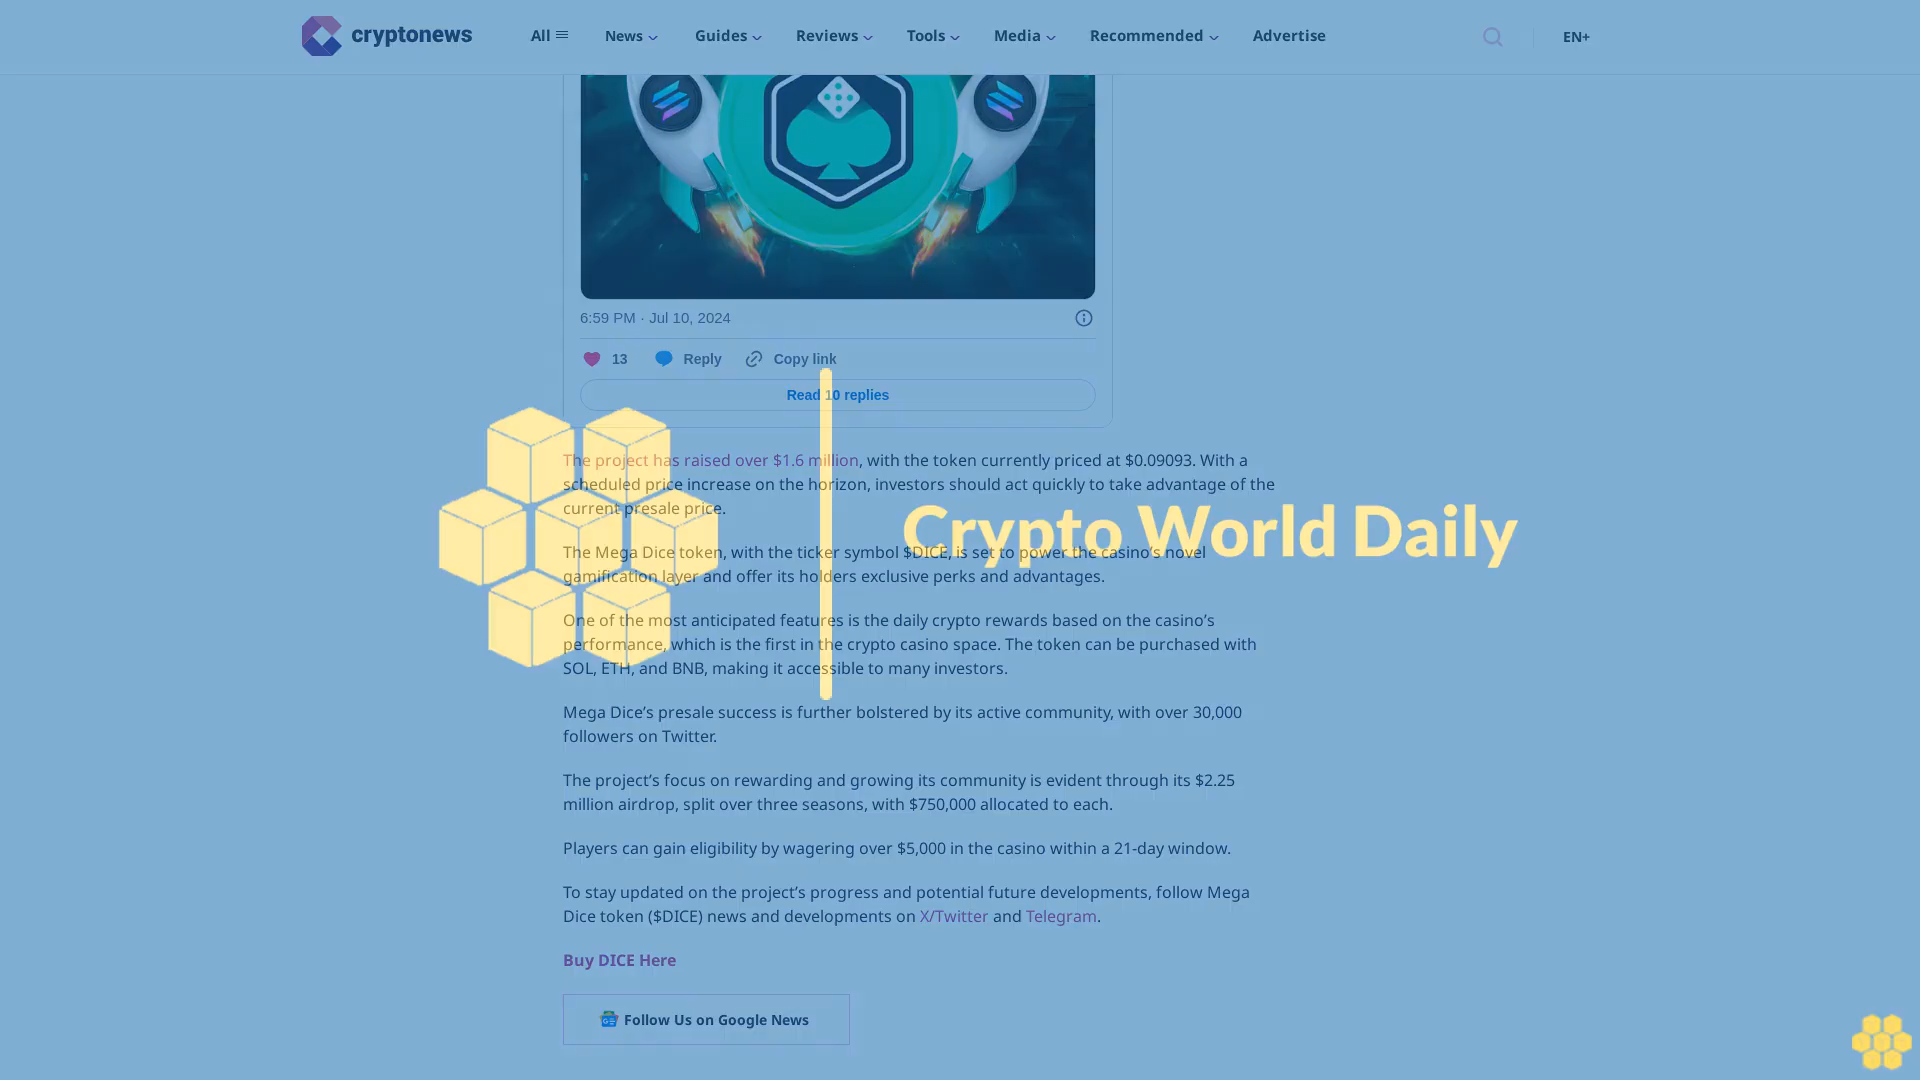 cryptonews All News Guides Reviews Tools Media Recommended Advertise EN+
6:59 PM · Jul 10, 2024
13 Reply Copy link
Read 10 replies
The project has raised over $1.6 million, with the token currently priced at $0.09093. With a
scheduled price increase on the horizon, investors should act quickly to take advantage of the
current presale price.
Crypto World Daily
The Mega Dice token, with the ticker symbol $DICE, is set to power the casino’s novel
gamification layer and offer its holders exclusive perks and advantages.
One of the most anticipated features is the daily crypto rewards based on the casino’s
performance, which is the first in the crypto casino space. The token can be purchased with
SOL, ETH, and BNB, making it accessible to many investors.
Mega Dice’s presale success is further bolstered by its active community, with over 30,000
followers on Twitter.
The project’s focus on rewarding and growing its community is evident through its $2.25
million airdrop, split over three seasons, with $750,000 allocated to each.
Players can gain eligibility by wagering over $5,000 in the casino within a 21-day window.
To stay updated on the project’s progress and potential future developments, follow Mega
Dice token ($DICE) news and developments on X/Twitter and Telegram.
Buy DICE Here
Follow Us on Google News